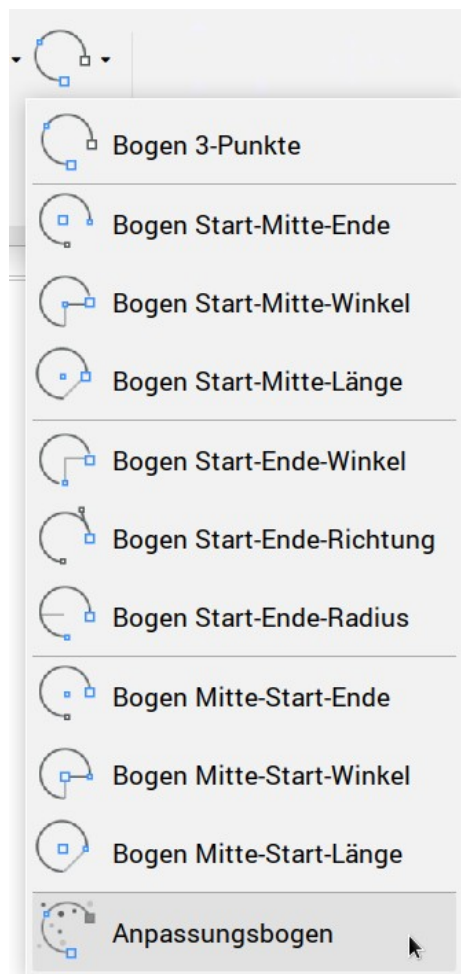 Bogen 3-Punkte
Bogen Start-Mitte-Ende
Bogen Start-Mitte-Winkel
Bogen Start-Mitte-Länge
Bogen Start-Ende-Winkel
Bogen Start-Ende-Richtung
Bogen Start-Ende-Radius
Bogen Mitte-Start-Ende
Bogen Mitte-Start-Winkel
Bogen Mitte-Start-Länge
Anpassungsbogen